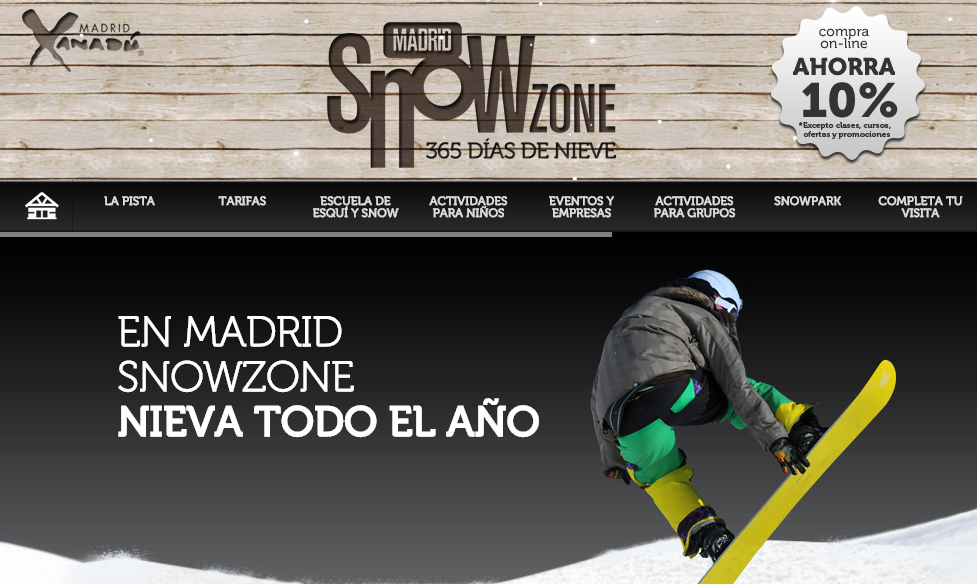 MADRID
XANADÚ®
MADRID
SNOWZONE
365 DÍAS DE NIEVE
compra
on-line
AHORRA
10%
*Excepto clases, cursos,
ofertas y promociones
LA PISTA
TARIFAS
ESCUELA DE
ESQUÍ Y SNOW
ACTIVIDADES
PARA NIÑOS
EVENTOS Y
EMPRESAS
ACTIVIDADES
PARA GRUPOS
SNOWPARK
COMPLETA TU
VISITA
EN MADRID
SNOWZONE
NIEVA TODO EL AÑO